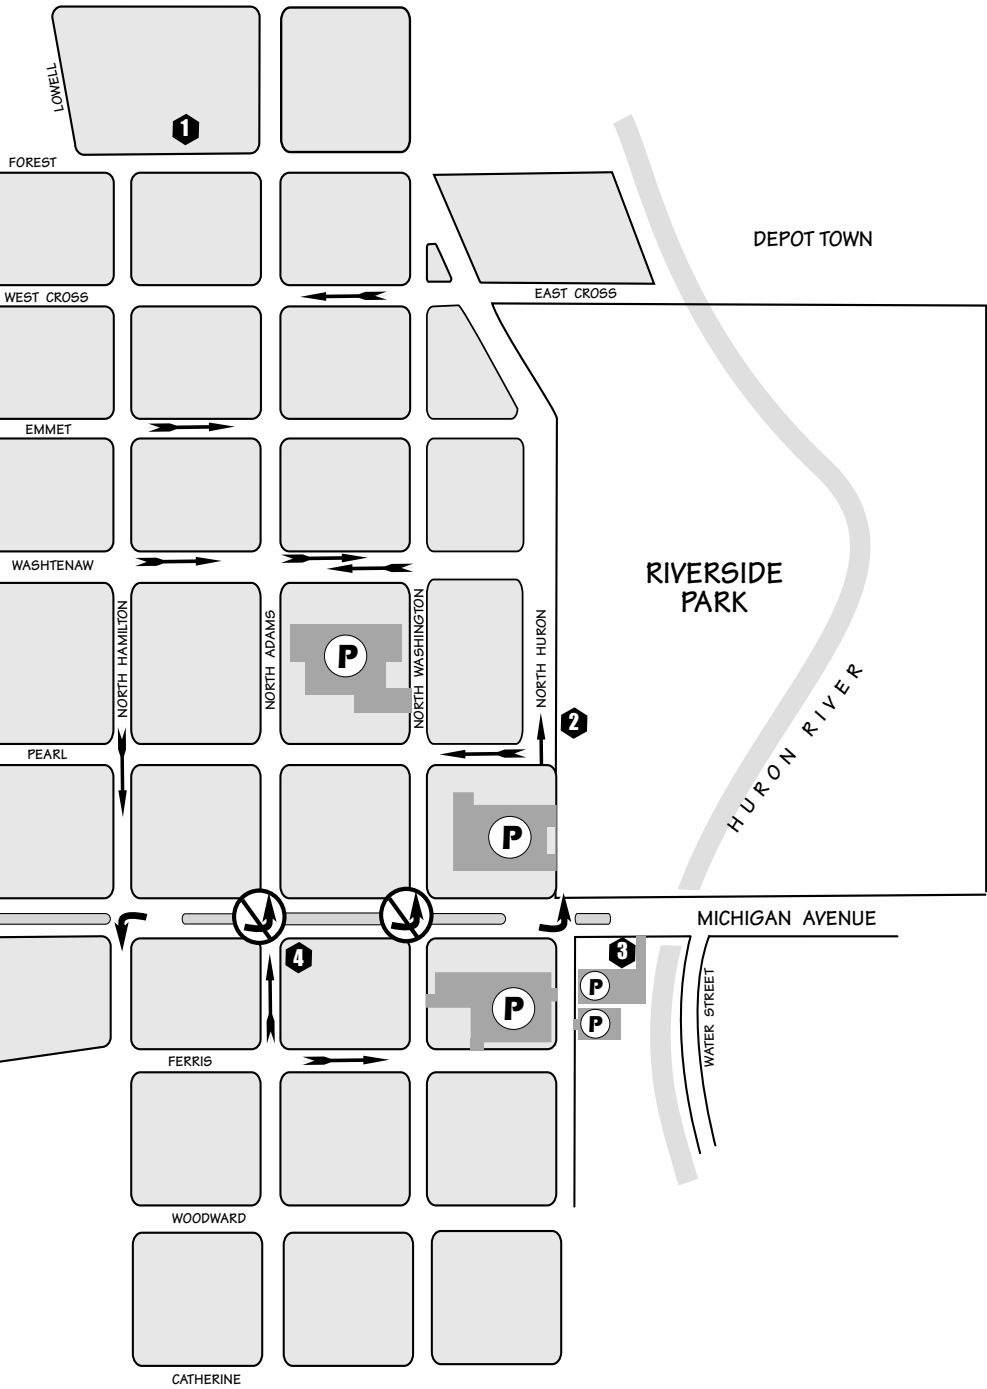 LOWELL
1
FOREST
DEPOT TOWN
WEST CROSS
EAST CROSS
EMMET
WASHTENAW
RIVERSIDE
PARK
NORTH HAMILTON
NORTH ADAMS
P
NORTH WASHINGTON
NORTH HURON
2
HURON RIVER
PEARL
P
MICHIGAN AVENUE
4
3
P
P
P
WATER STREET
FERRIS
WOODWARD
CATHERINE